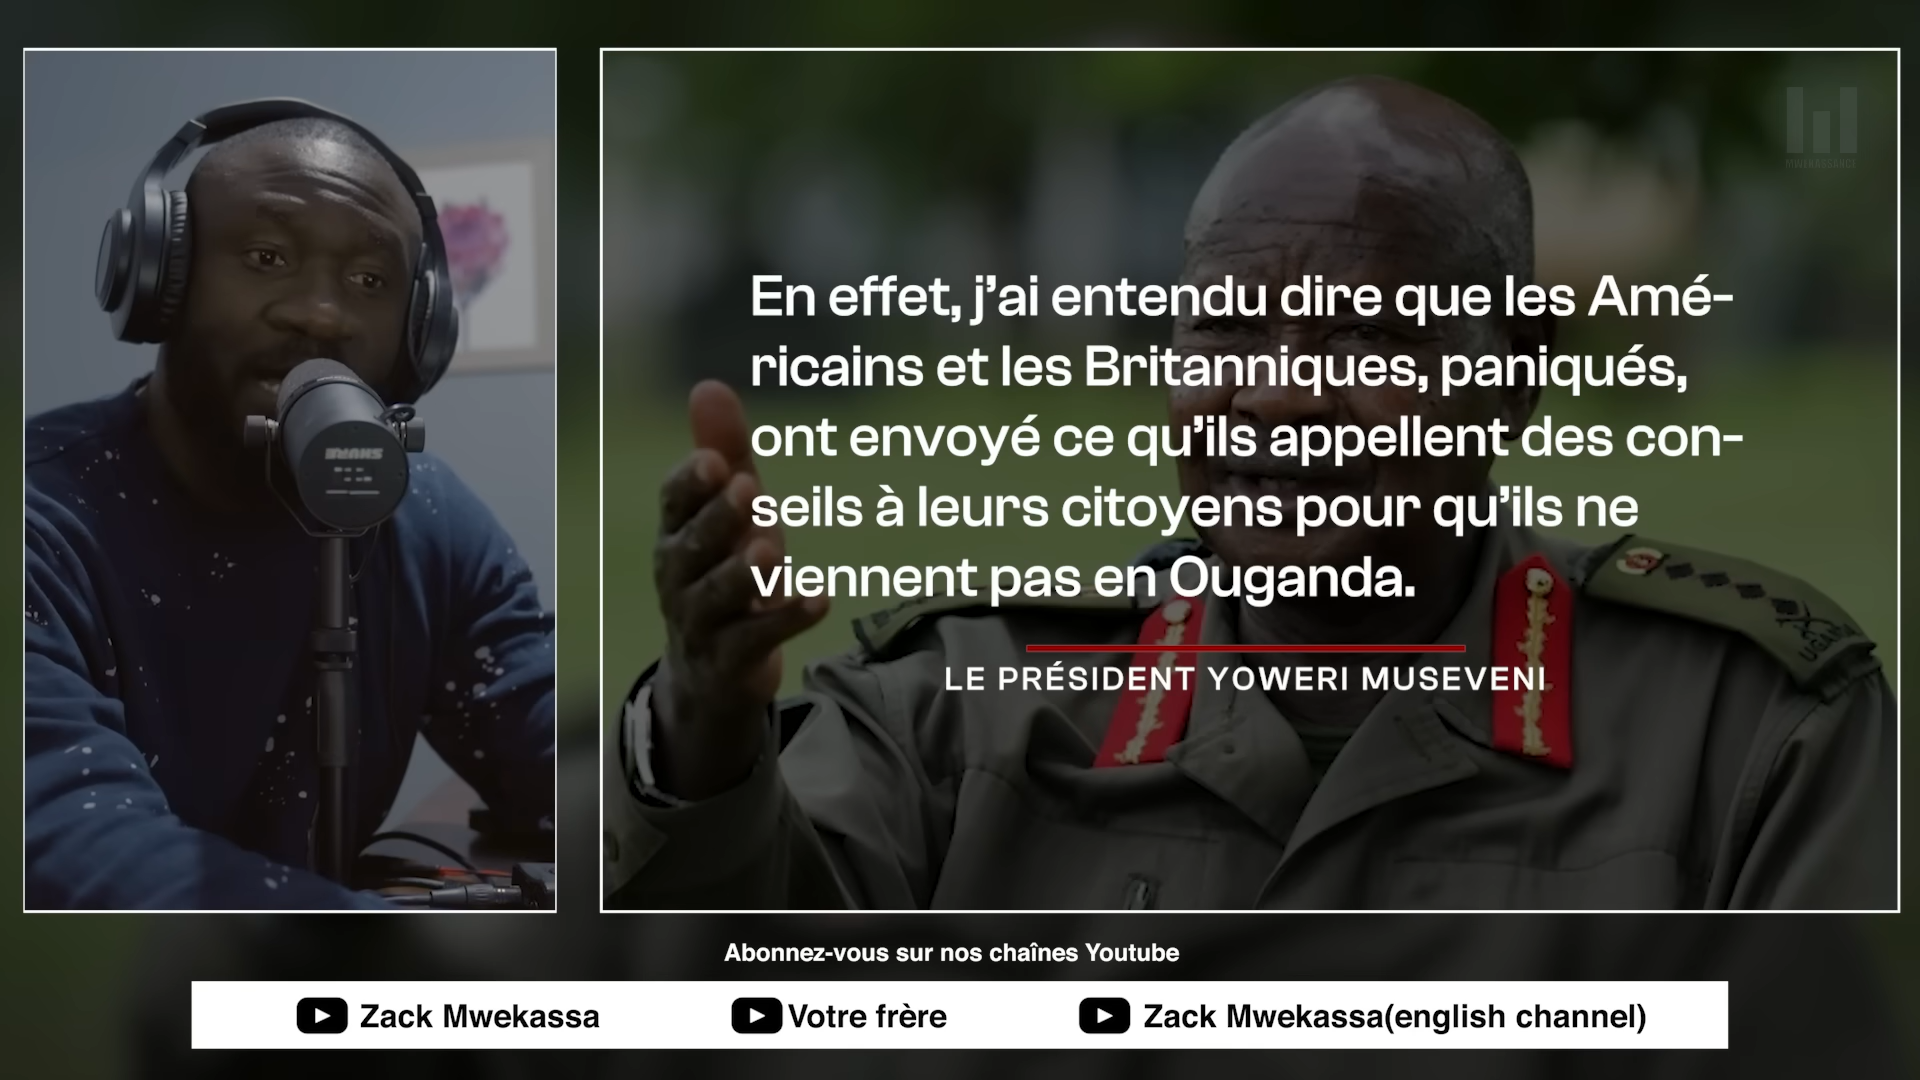 En effet, j’ai entendu dire que les Amé-
ricains et les Britanniques, paniqués,
ont envoyé ce qu’ils appellent des con-
seils à leurs citoyens pour qu’ils ne
viennent pas en Ouganda.
LE PRÉSIDENT YOWERI MUSEVENI
SHURE
UGANDA
Abonnez-vous sur nos chaînes Youtube
Zack Mwekassa
Votre frère
Zack Mwekassa(english channel)